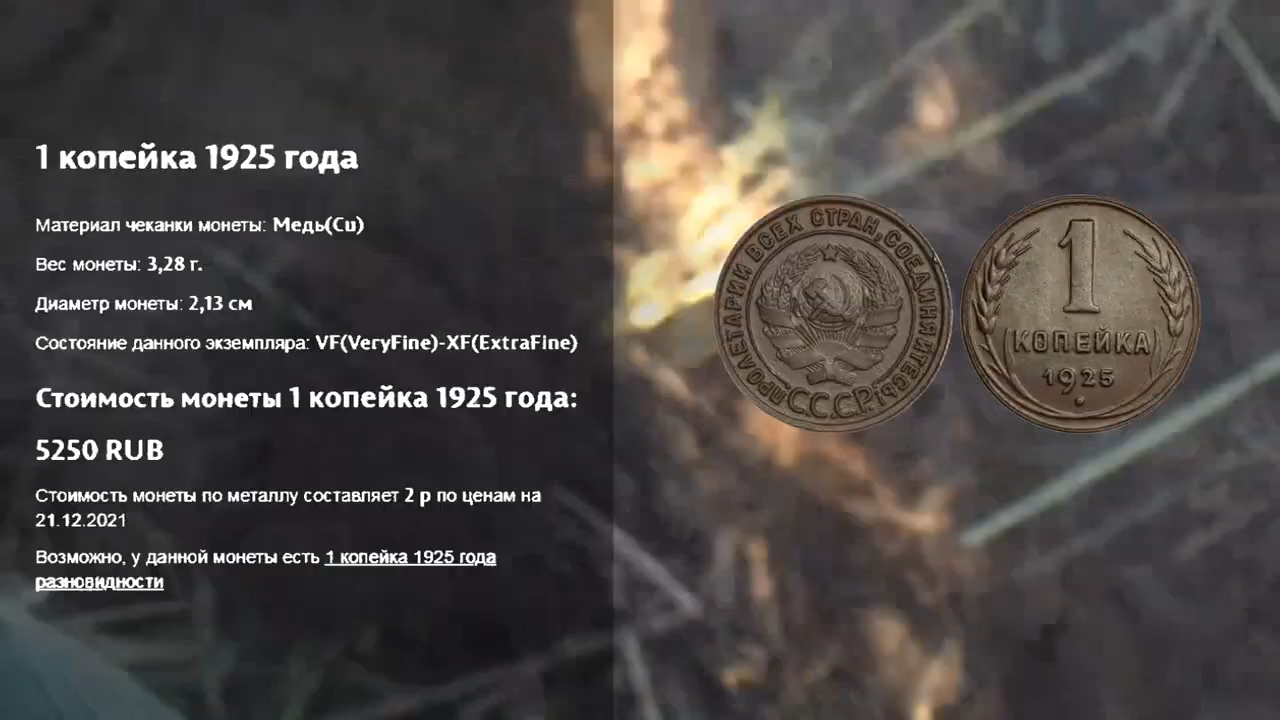 1 копейка 1925 года
Материал чеканки монеты: Медь(Cu)
Вес монеты: 3,28 г.
Диаметр монеты: 2,13 см
Состояние данного экземпляра: VF(VeryFine)-XF(ExtraFine)
Стоимость монеты 1 копейка 1925 года:
5250 RUB
Стоимость монеты по металлу составляет 2 р по ценам на
21.12.2021
Возможно, у данной монеты есть 1 копейка 1925 года
разновидности
ПРОЛЕТАРИИ ВСЕХ СТРАН, СОЕДИНЯЙТЕСЬ!
С.С.С.Р.
1
КОПЕЙКА
1925